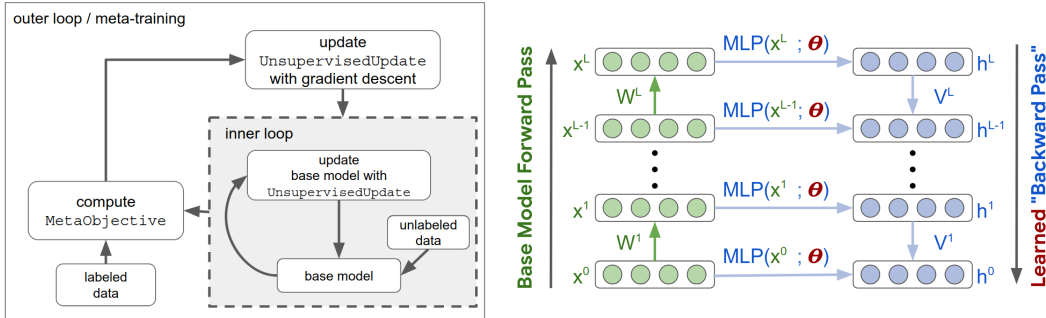 outer loop / meta-training
update
UnsupervisedUpdate
with gradient descent
inner loop
update
base model with
UnsupervisedUpdate
compute
MetaObjective
unlabeled
data
labeled
data
base model
Base Model Forward Pass
x^L
MLP(x^L ; θ)
h^L
W^L
V^L
x^{L-1}
MLP(x^{L-1}; θ)
h^{L-1}
x^1
MLP(x^1 ; θ)
h^1
W^1
V^1
x^0
MLP(x^0 ; θ)
h^0
Learned "Backward Pass"